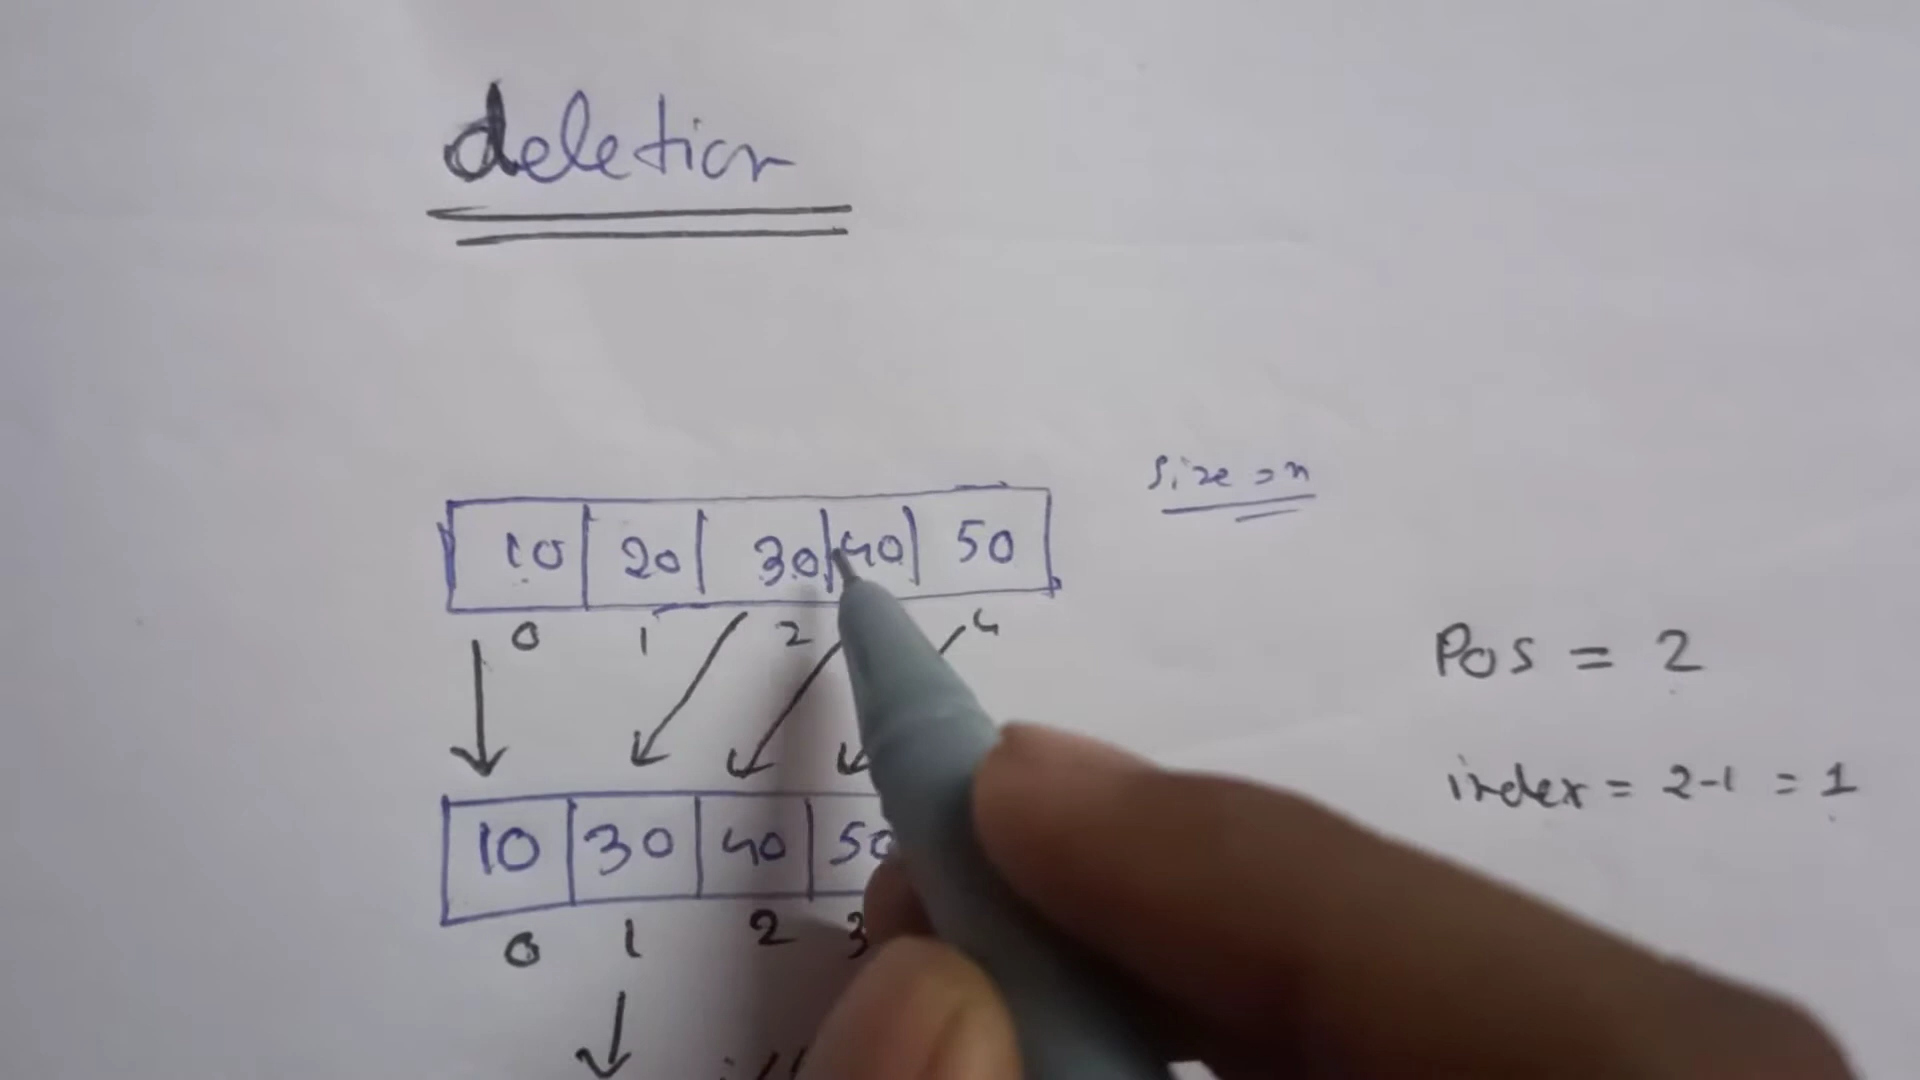 deletion
size = n
10 20 30 40 50
0 1 2 4
Pos = 2
index = 2-1 = 1
10 30 40 50
0 1 2 3